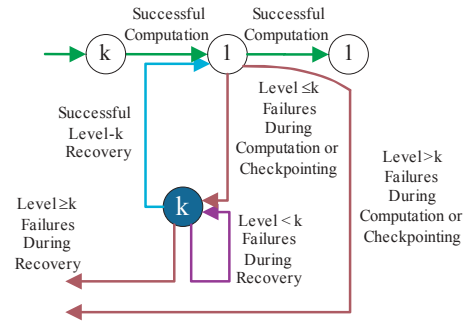 Successful
Computation
Successful
Computation
k
1
1
Successful
Level-k
Recovery
Level ≤k
Failures
During
Computation or
Checkpointing
Level>k
Failures
During
Computation or
Checkpointing
k
Level≥k
Failures
During
Recovery
Level < k
Failures
During
Recovery